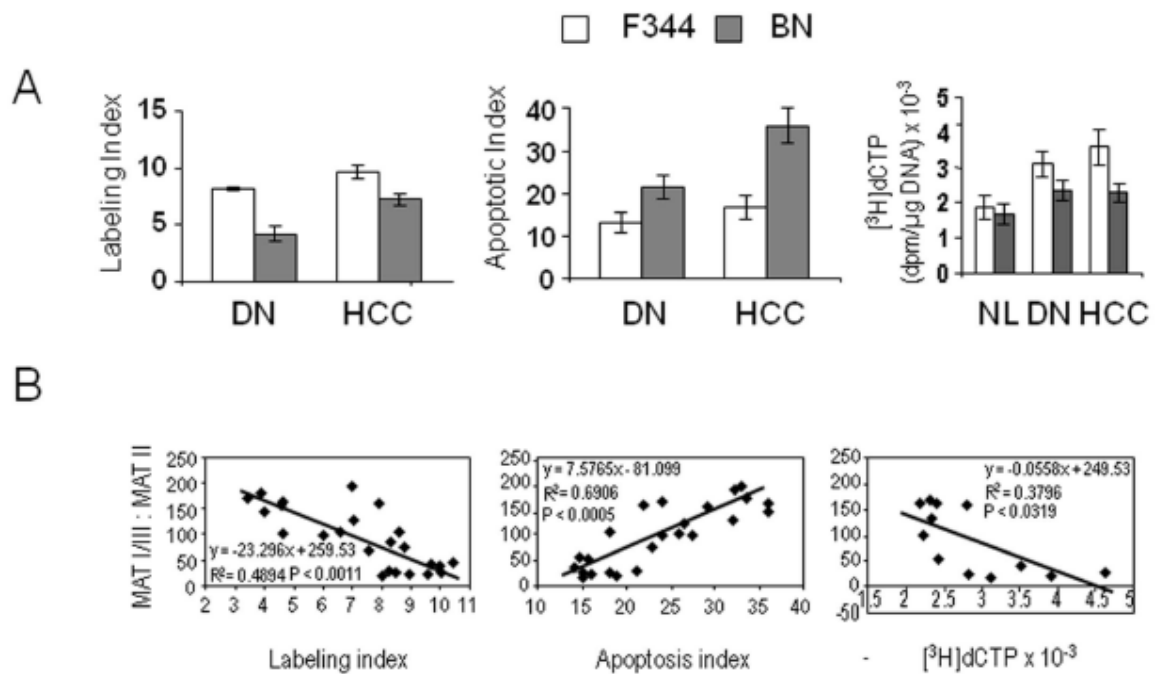 F344 BN
A
Labeling Index
15
10
5
0
DN HCC
Apoptotic Index
40
30
20
10
0
DN HCC
[³H]dCTP
(dpm/µg DNA) x 10⁻³
5
4
3
2
1
0
NL DN HCC
B
MAT I/III : MAT II
250
200
150
100
50
0
y= -23.296x + 259.53
R²= 0.4894 P < 0.0011
2 3 4 5 6 7 8 9 10 11
Labeling index
250
200
150
100
50
0
y = 7.5765x - 81.099
R²= 0.6906
P < 0.0005
10 15 20 25 30 35 40
Apoptosis index
250
200
150
100
50
0
-50
y = -0.0558x + 249.53
R²= 0.3796
P < 0.0319
1.5 2 2.5 3 3.5 4 4.5 5
- [³H]dCTP x 10⁻³